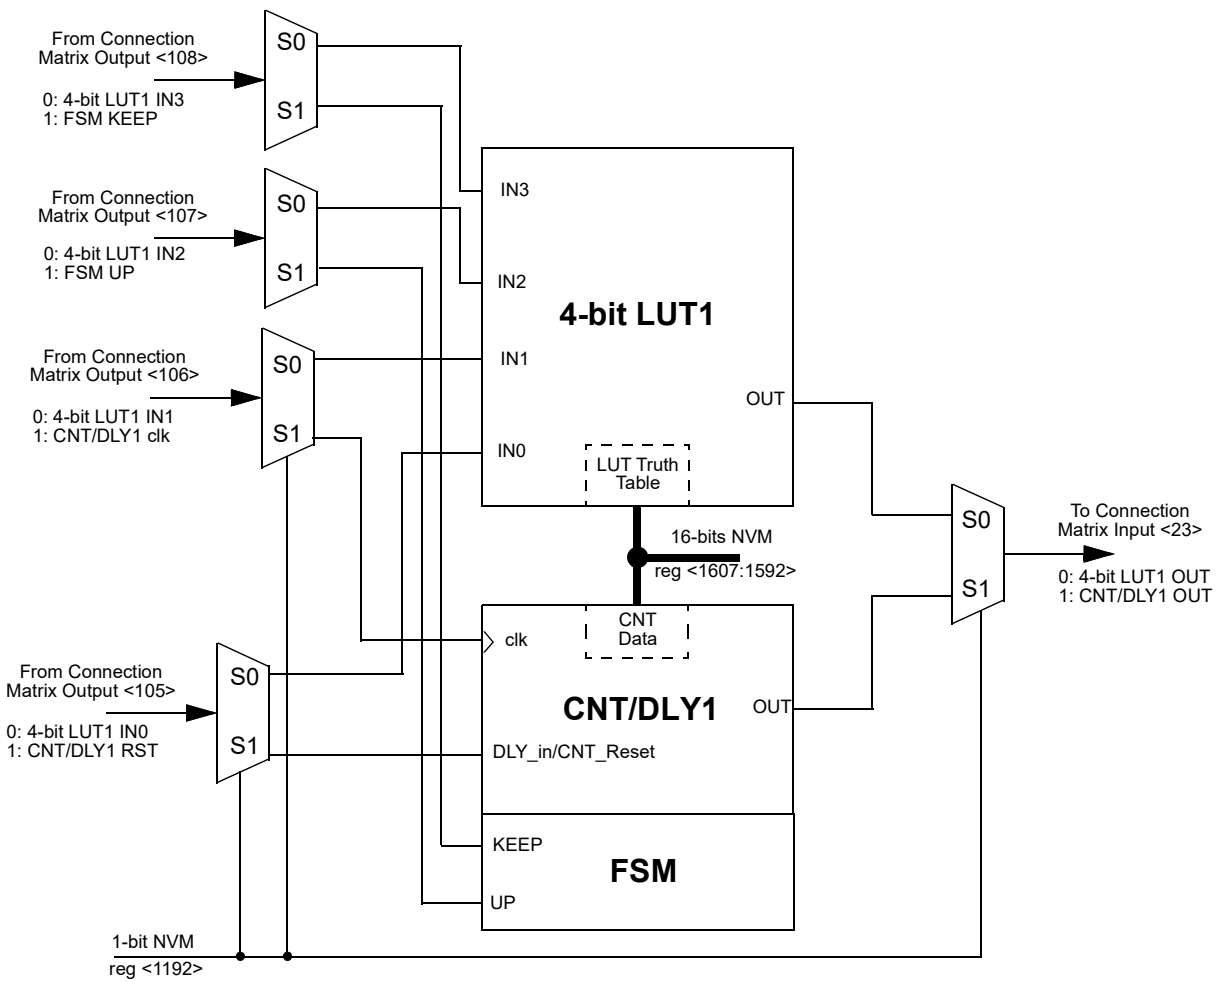 From Connection
Matrix Output <108>
0: 4-bit LUT1 IN3
1: FSM KEEP
S0
S1
From Connection
Matrix Output <107>
0: 4-bit LUT1 IN2
1: FSM UP
S0
S1
From Connection
Matrix Output <106>
0: 4-bit LUT1 IN1
1: CNT/DLY1 clk
S0
S1
From Connection
Matrix Output <105>
0: 4-bit LUT1 IN0
1: CNT/DLY1 RST
S0
S1
IN3
IN2
IN1
IN0
4-bit LUT1
OUT
LUT Truth
Table
16-bits NVM
reg <1607:1592>
CNT
Data
clk
CNT/DLY1
OUT
DLY_in/CNT_Reset
KEEP
FSM
UP
S0
S1
To Connection
Matrix Input <23>
0: 4-bit LUT1 OUT
1: CNT/DLY1 OUT
1-bit NVM
reg <1192>